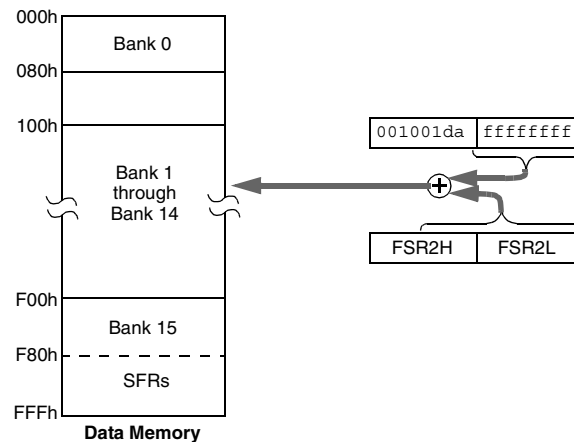 000h
Bank 0
080h
100h
001001da ffffffff
Bank 1
through
Bank 14
FSR2H FSR2L
F00h
Bank 15
F80h
SFRs
FFFh
Data Memory